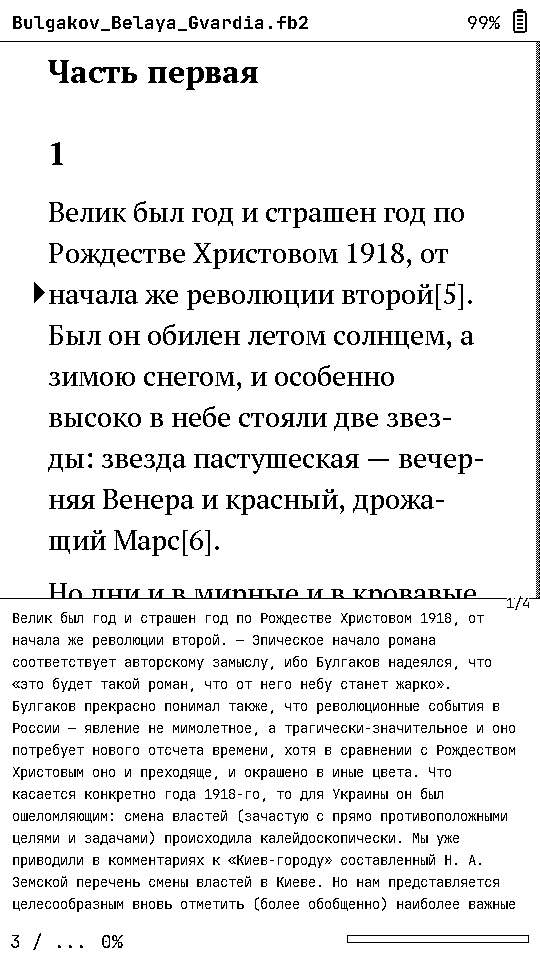 Bulgakov_Belaya_Gvardia.fb2 99%
Часть первая
1
Велик был год и страшен год по
Рождестве Христовом 1918, от
начала же революции второй[5].
Был он обилен летом солнцем, а
зимою снегом, и особенно
высоко в небе стояли две звез-
ды: звезда пастушеская — вечер-
няя Венера и красный, дрожа-
щий Марс[6].
Но дни и в мирные и в кровавые
1/4
Велик был год и страшен год по Рождестве Христовом 1918, от
начала же революции второй. — Эпическое начало романа
соответствует авторскому замыслу, ибо Булгаков надеялся, что
«это будет такой роман, что от него небу станет жарко».
Булгаков прекрасно понимал также, что революционные события в
России — явление не мимолетное, а трагически-значительное и оно
потребует нового отсчета времени, хотя в сравнении с Рождеством
Христовым оно и преходяще, и окрашено в иные цвета. Что
касается конкретно года 1918-го, то для Украины он был
ошеломляющим: смена властей (зачастую с прямо противоположными
целями и задачами) происходила калейдоскопически. Мы уже
приводили в комментариях к «Киев-городу» составленный Н. А.
Земской перечень смены властей в Киеве. Но нам представляется
целесообразным вновь отметить (более обобщенно) наиболее важные
3 / ... 0%